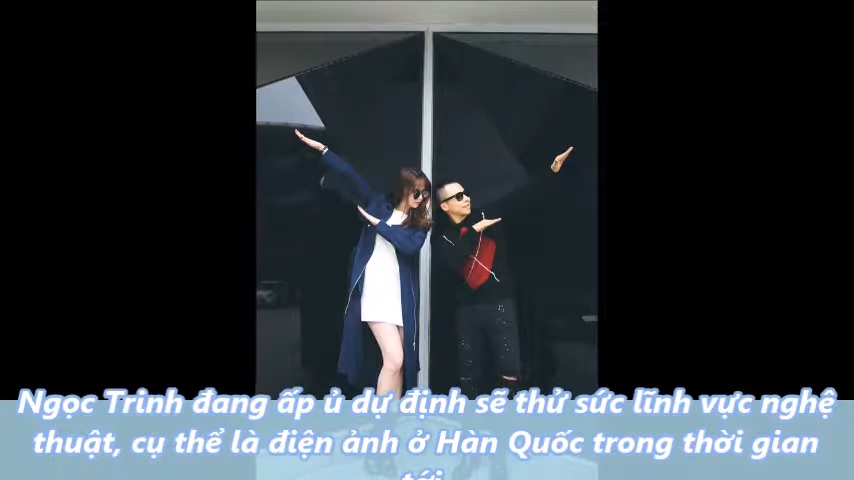 Ngọc Trinh đang ấp ủ dự định sẽ thử sức lĩnh vực nghệ
thuật, cụ thể là điện ảnh ở Hàn Quốc trong thời gian
tới